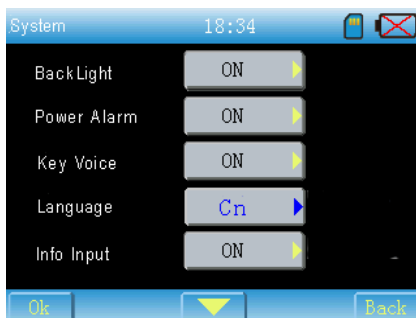 System 18:34
BackLight ON
Power Alarm ON
Key Voice ON
Language Cn
Info Input ON
Ok Back